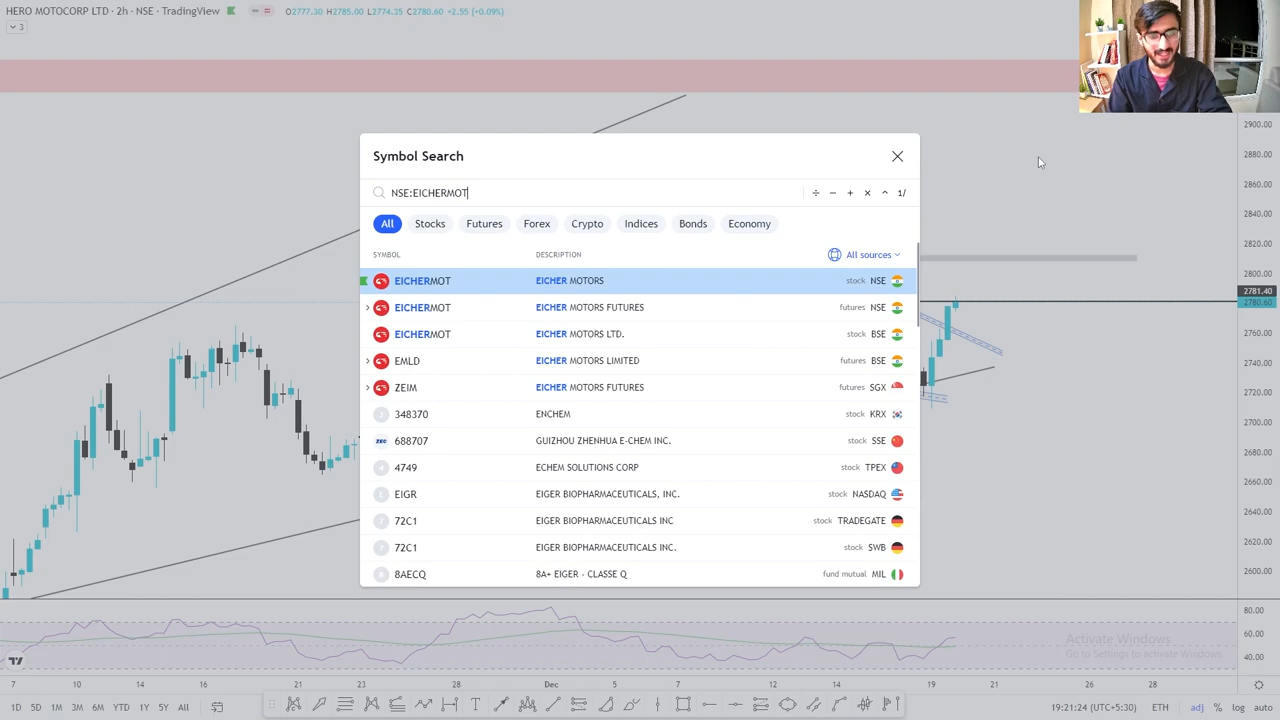 HERO MOTOCORP LTD · 2h · NSE · TradingView O2777.30 H2785.00 L2774.35 C2780.60 +2.55 (+0.09%)
3
Symbol Search
NSE:EICHERMOT 1/
All Stocks Futures Forex Crypto Indices Bonds Economy
SYMBOL DESCRIPTION All sources
EICHERMOT EICHER MOTORS stock NSE
EICHERMOT EICHER MOTORS FUTURES futures NSE
EICHERMOT EICHER MOTORS LTD. stock BSE
EMLD EICHER MOTORS LIMITED futures BSE
ZEIM EICHER MOTORS FUTURES futures SGX
348370 ENCHEM stock KRX
688707 GUIZHOU ZHENHUA E-CHEM INC. stock SSE
4749 ECHEM SOLUTIONS CORP stock TPEX
EIGR EIGER BIOPHARMACEUTICALS, INC. stock NASDAQ
72C1 EIGER BIOPHARMACEUTICALS INC stock TRADEGATE
72C1 EIGER BIOPHARMACEUTICALS INC. stock SWB
8AECQ 8A+ EIGER - CLASSE Q fund mutual MIL
2900.00
2880.00
2860.00
2840.00
2820.00
2800.00
2781.40
2780.60
2760.00
2740.00
2720.00
2700.00
2680.00
2660.00
2640.00
2620.00
2600.00
80.00
60.00
40.00
Activate Windows
Go to Settings to activate Windows.
7 10 14 16 21 23 28 Dec 5 7 12 14 19 21 26 28
1D 5D 1M 3M 6M YTD 1Y 5Y All 19:21:24 (UTC+5:30) ETH adj % log auto